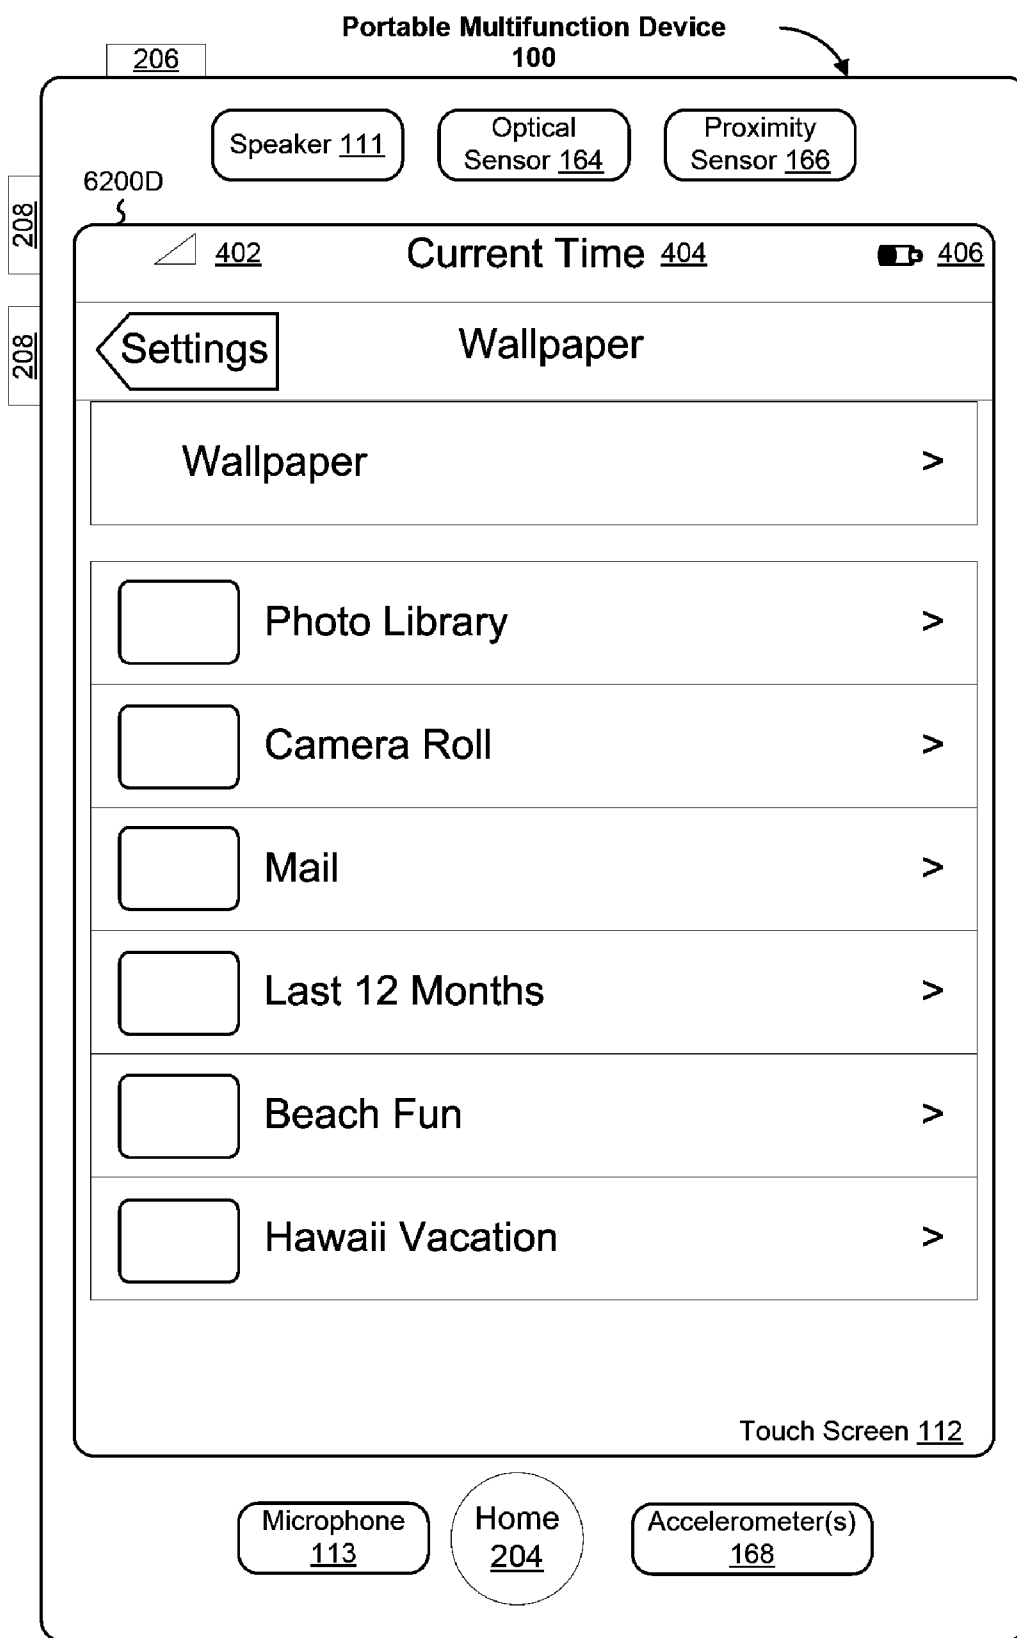 Portable Multifunction Device
100
206
Speaker 111
Optical
Sensor 164
Proximity
Sensor 166
6200D
208
208
402
Current Time 404
406
Settings
Wallpaper
Wallpaper
>
Photo Library
>
Camera Roll
>
Mail
>
Last 12 Months
>
Beach Fun
>
Hawaii Vacation
>
Touch Screen 112
Microphone
113
Home
204
Accelerometer(s)
168